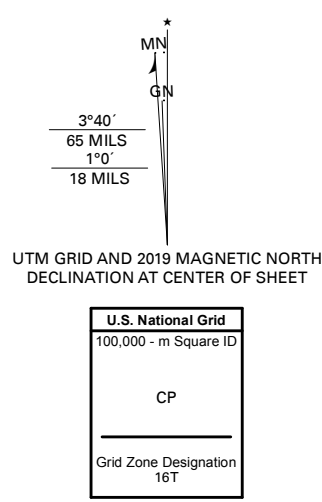 ★
MN
GN
3°40´
65 MILS
1°0´
18 MILS
UTM GRID AND 2019 MAGNETIC NORTH
DECLINATION AT CENTER OF SHEET
U.S. National Grid
100,000 - m Square ID
CP
Grid Zone Designation
16T